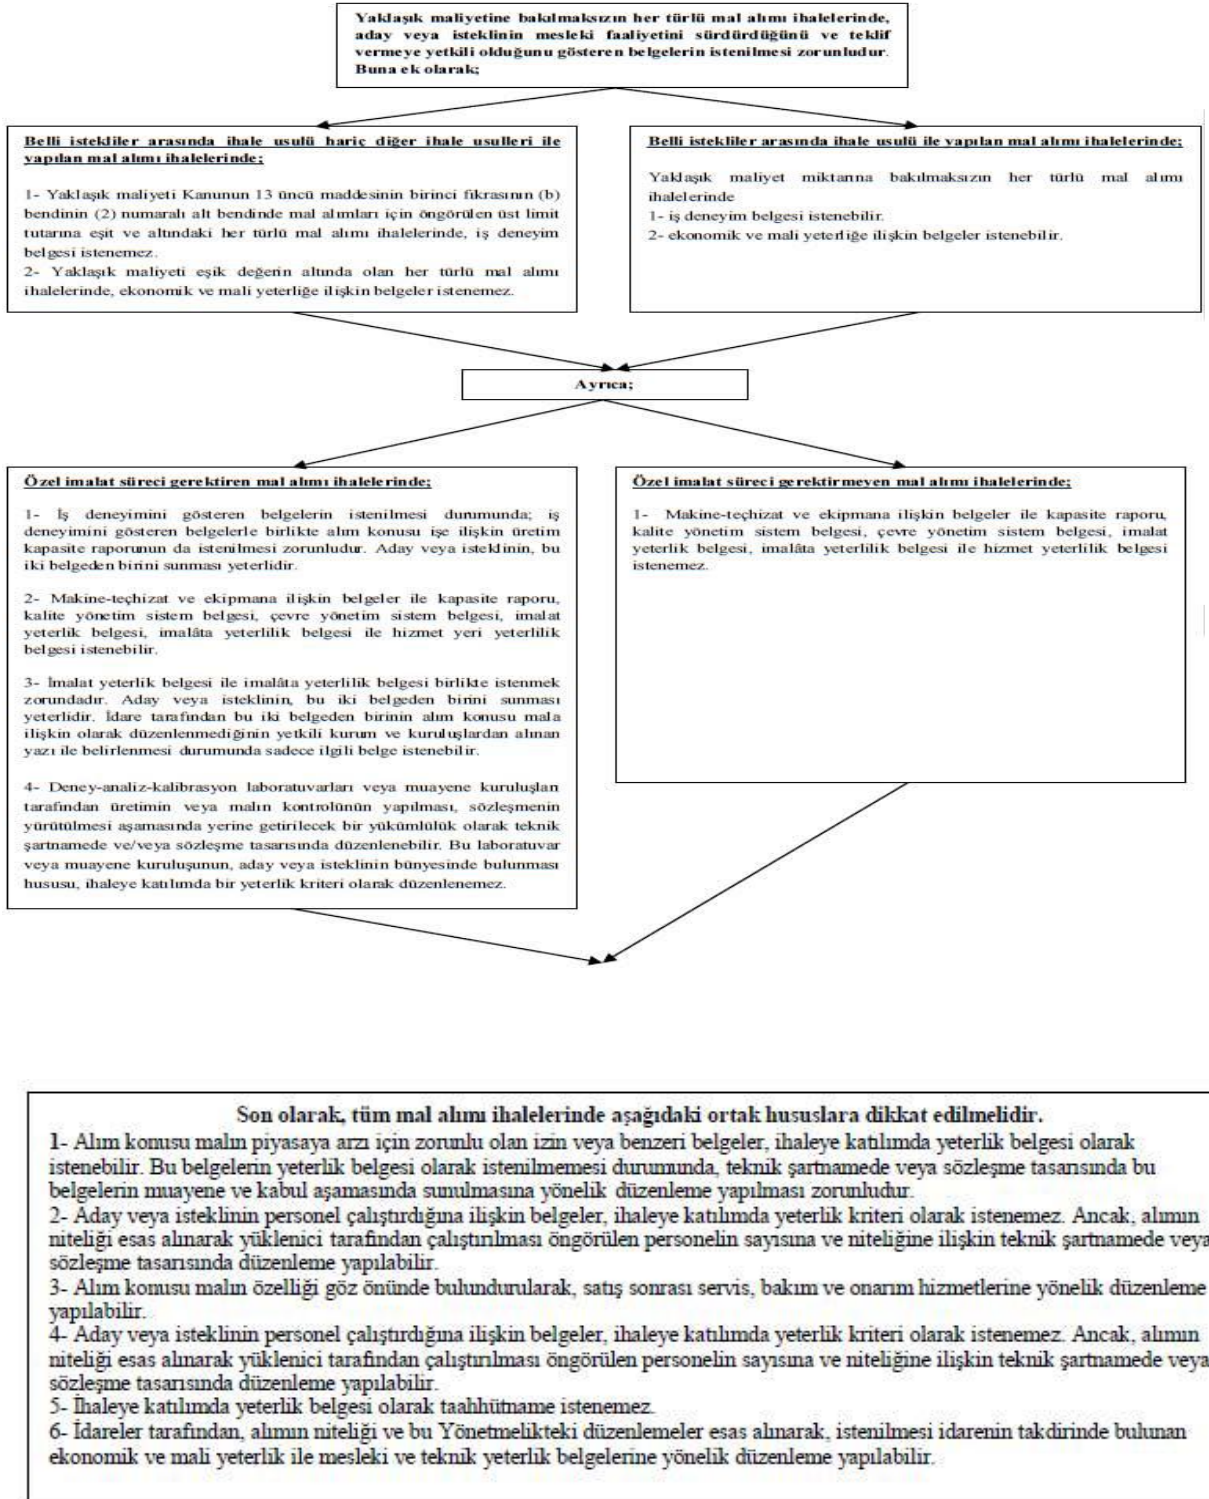 Yaklaşık maliyetine bakılmaksızın her türlü mal alımı ihalelerinde,
aday veya isteklinin mesleki faaliyetini sürdürdüğünü ve teklif
vermeye yetkili olduğunu gösteren belgelerin istenilmesi zorunludur.
Buna ek olarak;
Belli istekliler arasında ihale usulü hariç diğer ihale usulleri ile
yapılan mal alımı ihalelerinde;
1- Yaklaşık maliyeti Kanunun 13 üncü maddesinin birinci fıkrasının (b)
bendinin (2) numaralı alt bendinde mal alımları için öngörülen üst limit
tutarına eşit ve altındaki her türlü mal alımı ihalelerinde, iş deneyim
belgesi istenemez.
2- Yaklaşık maliyeti eşik değerin altında olan her türlü mal alımı
ihalelerinde, ekonomik ve mali yeterliğe ilişkin belgeler istenemez.
Belli istekliler arasında ihale usulü ile yapılan mal alımı ihalelerinde;
Yaklaşık maliyet miktarına bakılmaksızın her türlü mal alımı
ihalelerinde
1- iş deneyim belgesi istenebilir.
2- ekonomik ve mali yeterliğe ilişkin belgeler istenebilir.
Ayrıca;
Özel imalat süreci gerektiren mal alımı ihalelerinde;
1- İş deneyimini gösteren belgelerin istenilmesi durumunda; iş
deneyimini gösteren belgelerle birlikte alım konusu işe ilişkin üretim
kapasite raporunun da istenilmesi zorunludur. Aday veya isteklinin, bu
iki belgeden birini sunması yeterlidir.
2- Makine-teçhizat ve ekipmana ilişkin belgeler ile kapasite raporu,
kalite yönetim sistem belgesi, çevre yönetim sistem belgesi, imalat
yeterlik belgesi, imalâta yeterlilik belgesi ile hizmet yeri yeterlilik
belgesi istenebilir.
3- İmalat yeterlik belgesi ile imalâta yeterlilik belgesi birlikte istenmek
zorundadır. Aday veya isteklinin, bu iki belgeden birini sunması
yeterlidir. İdare tarafından bu iki belgeden birinin alım konusu mala
ilişkin olarak düzenlenmediğinin yetkili kurum ve kuruluşlardan alınan
yazı ile belirlenmesi durumunda sadece ilgili belge istenebilir.
4- Deney-analiz-kalibrasyon laboratuvarları veya muayene kuruluşları
tarafından üretimin veya malın kontrolünün yapılması, sözleşmenin
yürütülmesi aşamasında yerine getirilecek bir yükümlülük olarak teknik
şartnamede ve/veya sözleşme tasarısında düzenlenebilir. Bu laboratuvar
veya muayene kuruluşunun, aday veya isteklinin bünyesinde bulunması
hususu, ihaleye katılımda bir yeterlik kriteri olarak düzenlenemez.
Özel imalat süreci gerektirmeyen mal alımı ihalelerinde;
1- Makine-teçhizat ve ekipmana ilişkin belgeler ile kapasite raporu,
kalite yönetim sistem belgesi, çevre yönetim sistem belgesi, imalat
yeterlik belgesi, imalâta yeterlilik belgesi ile hizmet yeterlilik belgesi
istenemez.
Son olarak, tüm mal alımı ihalelerinde aşağıdaki ortak hususlara dikkat edilmelidir.
1- Alım konusu malın piyasaya arzı için zorunlu olan izin veya benzeri belgeler, ihaleye katılımda yeterlik belgesi olarak
istenebilir. Bu belgelerin yeterlik belgesi olarak istenilmemesi durumunda, teknik şartnamede veya sözleşme tasarısında bu
belgelerin muayene ve kabul aşamasında sunulmasına yönelik düzenleme yapılması zorunludur.
2- Aday veya isteklinin personel çalıştırdığına ilişkin belgeler, ihaleye katılımda yeterlik kriteri olarak istenemez. Ancak, alımın
niteliği esas alınarak yüklenici tarafından çalıştırılması öngörülen personelin sayısına ve niteliğine ilişkin teknik şartnamede veya
sözleşme tasarısında düzenleme yapılabilir.
3- Alım konusu malın özelliği göz önünde bulundurularak, satış sonrası servis, bakım ve onarım hizmetlerine yönelik düzenleme
yapılabilir.
4- Aday veya isteklinin personel çalıştırdığına ilişkin belgeler, ihaleye katılımda yeterlik kriteri olarak istenemez. Ancak, alımın
niteliği esas alınarak yüklenici tarafından çalıştırılması öngörülen personelin sayısına ve niteliğine ilişkin teknik şartnamede veya
sözleşme tasarısında düzenleme yapılabilir.
5- İhaleye katılımda yeterlik belgesi olarak taahhütname istenemez.
6- İdareler tarafından, alımın niteliği ve bu Yönetmelikteki düzenlemeler esas alınarak, istenilmesi idarenin takdirinde bulunan
ekonomik ve mali yeterlik ile mesleki ve teknik yeterlik belgelerine yönelik düzenleme yapılabilir.